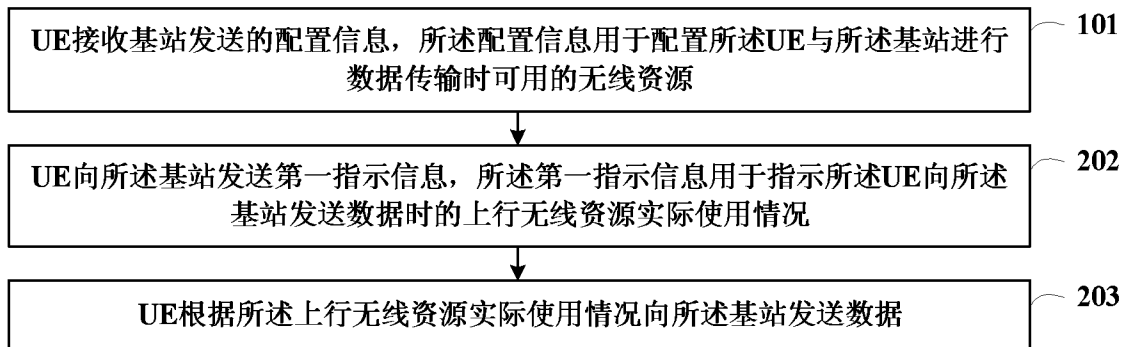 UE接收基站发送的配置信息，所述配置信息用于配置所述UE与所述基站进行
数据传输时可用的无线资源
101
UE向所述基站发送第一指示信息，所述第一指示信息用于指示所述UE向所述
基站发送数据时的上行无线资源实际使用情况
202
UE根据所述上行无线资源实际使用情况向所述基站发送数据
203